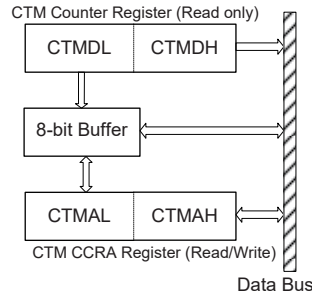 CTM Counter Register (Read only)
CTMDL CTMDH
8-bit Buffer
CTMAL CTMAH
CTM CCRA Register (Read/Write)
Data Bus